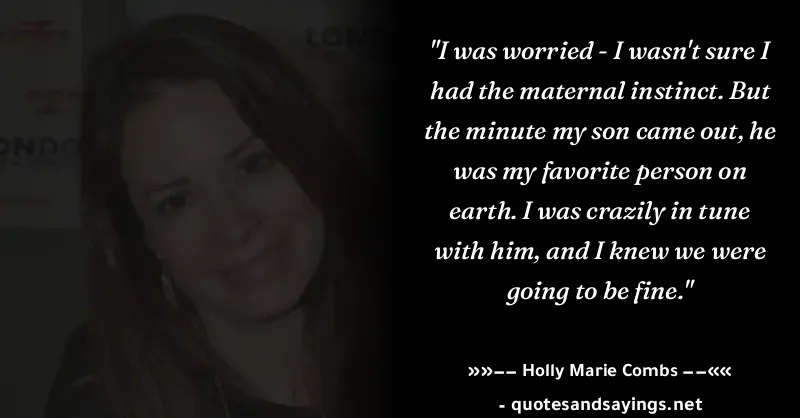 "I was worried - I wasn't sure I
had the maternal instinct. But
the minute my son came out, he
was my favorite person on
earth. I was crazily in tune
with him, and I knew we were
going to be fine."
»»−− Holly Marie Combs −−««
- quotesandsayings.net